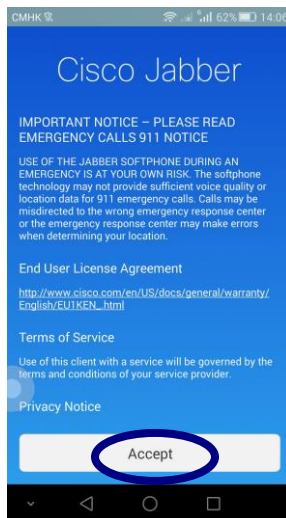 CMHK 62% 14:06
Cisco Jabber
IMPORTANT NOTICE – PLEASE READ
EMERGENCY CALLS 911 NOTICE
USE OF THE JABBER SOFTPHONE DURING AN
EMERGENCY IS AT YOUR OWN RISK. The softphone
technology may not provide sufficient voice quality or
location data for 911 emergency calls. Calls may be
misdirected to the wrong emergency response center
or the emergency response center may make errors
when determining your location.
End User License Agreement
http://www.cisco.com/en/US/docs/general/warranty/
English/EU1KEN_.html
Terms of Service
Use of this client with a service will be governed by the
terms and conditions of your service provider.
Privacy Notice
Accept